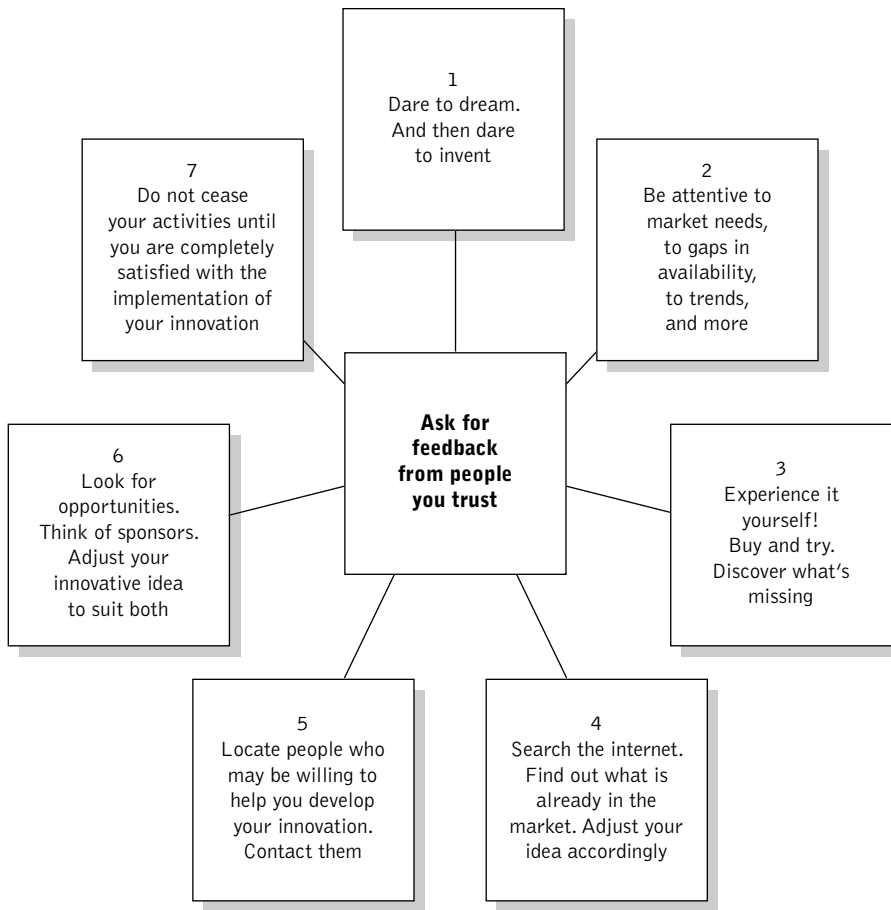 1
Dare to dream.
And then dare
to invent
2
Be attentive to
market needs,
to gaps in
availability,
to trends,
and more
3
Experience it
yourself!
Buy and try.
Discover what's
missing
4
Search the internet.
Find out what is
already in the
market. Adjust your
idea accordingly
5
Locate people who
may be willing to
help you develop
your innovation.
Contact them
6
Look for
opportunities.
Think of sponsors.
Adjust your
innovative idea
to suit both
7
Do not cease
your activities until
you are completely
satisfied with the
implementation of
your innovation
Ask for
feedback
from people
you trust